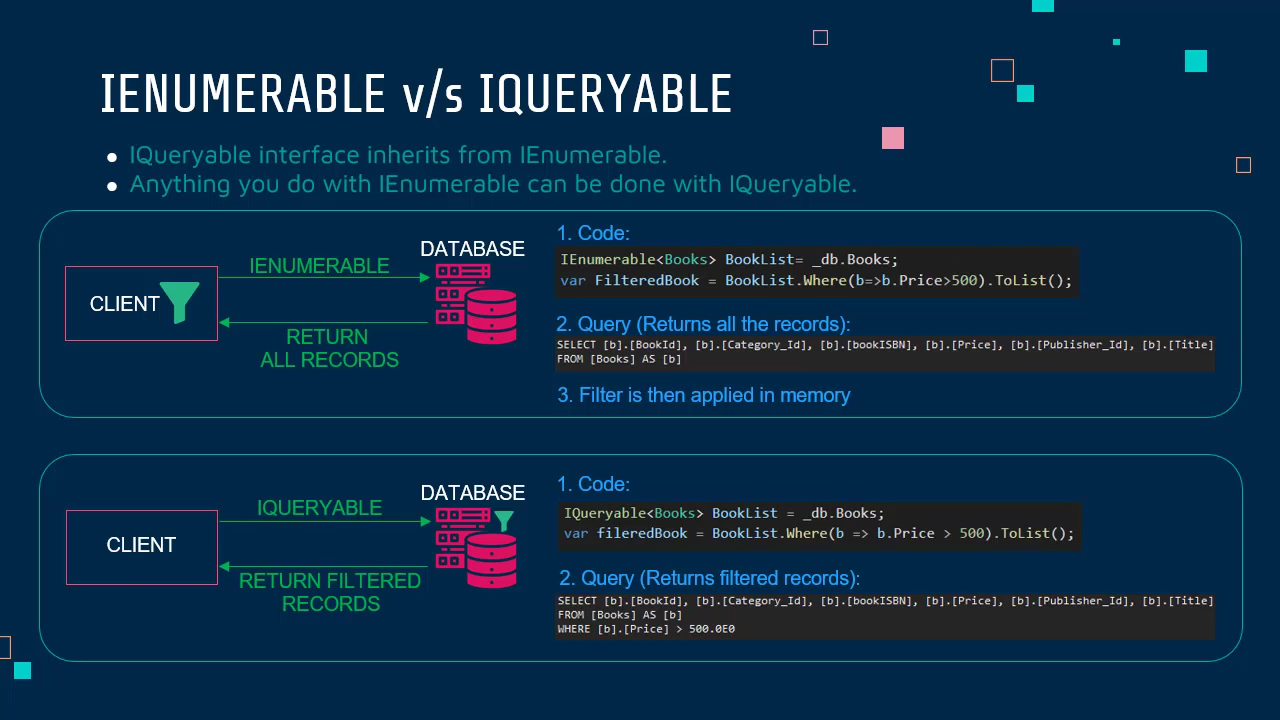 IENUMERABLE v/s IQUERYABLE
● IQueryable interface inherits from IEnumerable.
● Anything you do with IEnumerable can be done with IQueryable.
CLIENT
IENUMERABLE
RETURN
ALL RECORDS
DATABASE
1. Code:
IEnumerable<Books> BookList= _db.Books;
var FilteredBook = BookList.Where(b=>b.Price>500).ToList();
2. Query (Returns all the records):
SELECT [b].[BookId], [b].[Category_Id], [b].[bookISBN], [b].[Price], [b].[Publisher_Id], [b].[Title]
FROM [Books] AS [b]
3. Filter is then applied in memory
CLIENT
IQUERYABLE
RETURN FILTERED
RECORDS
DATABASE
1. Code:
IQueryable<Books> BookList = _db.Books;
var fileredBook = BookList.Where(b => b.Price > 500).ToList();
2. Query (Returns filtered records):
SELECT [b].[BookId], [b].[Category_Id], [b].[bookISBN], [b].[Price], [b].[Publisher_Id], [b].[Title]
FROM [Books] AS [b]
WHERE [b].[Price] > 500.0E0